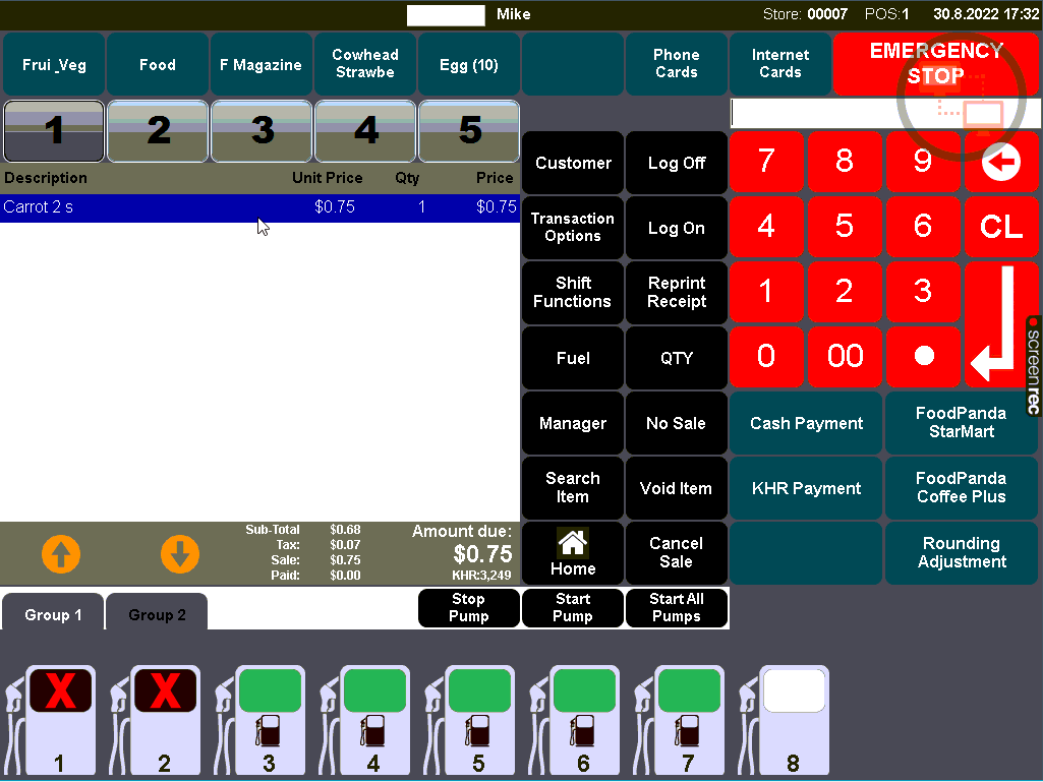 Mike Store: 00007 POS:1 30.8.2022 17:32
Frui_Veg
Food
F Magazine
Cowhead
Strawbe
Egg (10)
Phone
Cards
Internet
Cards
EMERGENCY
STOP
1 2 3 4 5
Description Unit Price Qty Price
Carrot 2 s $0.75 1 $0.75
Customer
Log Off
Transaction
Options
Log On
Shift
Functions
Reprint
Receipt
Fuel
QTY
Manager
No Sale
Search
Item
Void Item
Home
Cancel
Sale
7 8 9
4 5 6 CL
1 2 3
0 00
Cash Payment
FoodPanda
StarMart
KHR Payment
FoodPanda
Coffee Plus
Rounding
Adjustment
screenrec
Sub-Total $0.68
Tax: $0.07
Sale: $0.75
Paid: $0.00
Amount due:
$0.75
KHR:3,249
Group 1
Group 2
Stop
Pump
Start
Pump
Start All
Pumps
X X
1 2 3 4 5 6 7 8